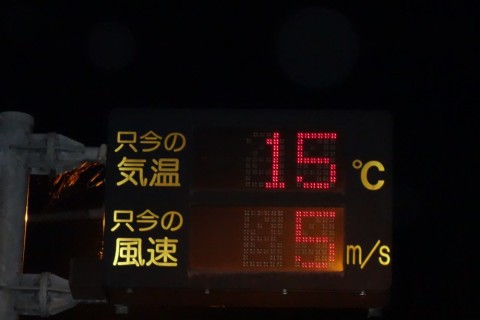 只今の
気温 15 ℃
只今の
風速 5 m/s